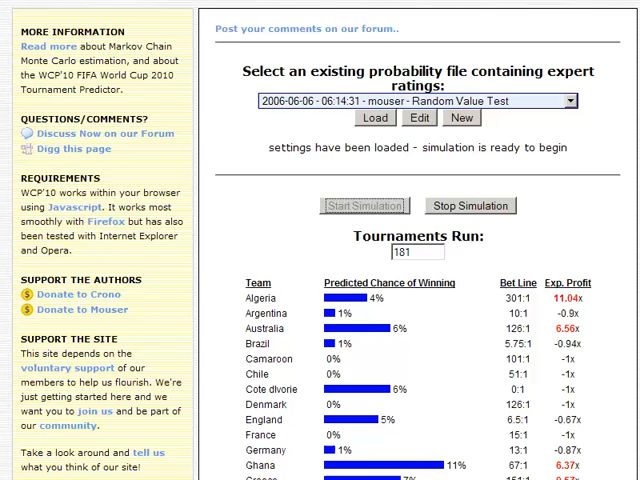 MORE INFORMATION
Read more about Markov Chain
Monte Carlo estimation, and about
the WCP'10 FIFA World Cup 2010
Tournament Predictor.
QUESTIONS/COMMENTS?
Discuss Now on our Forum
Digg this page
REQUIREMENTS
WCP'10 works within your browser
using Javascript. It works most
smoothly with Firefox but has also
been tested with Internet Explorer
and Opera.
SUPPORT THE AUTHORS
Donate to Crono
Donate to Mouser
SUPPORT THE SITE
This site depends on the
voluntary support of our
members to help us flourish. We're
just getting started here and we
want you to join us and be part of
our community.
Take a look around and tell us
what you think of our site!
Post your comments on our forum..
Select an existing probability file containing expert
ratings:
2006-06-06 - 06:14:31 - mouser - Random Value Test
Load Edit New
settings have been loaded - simulation is ready to begin
Start Simulation Stop Simulation
Tournaments Run:
181
Team Predicted Chance of Winning Bet Line Exp. Profit
Algeria 4% 301:1 11.04x
Argentina 1% 10:1 -0.9x
Australia 6% 126:1 6.56x
Brazil 1% 5.75:1 -0.94x
Camaroon 0% 101:1 -1x
Chile 0% 51:1 -1x
Cote dIvorie 6% 0:1 -1x
Denmark 0% 126:1 -1x
England 5% 6.5:1 -0.67x
France 0% 15:1 -1x
Germany 1% 13:1 -0.87x
Ghana 11% 67:1 6.37x
Greece 7% 151:1 9.57x